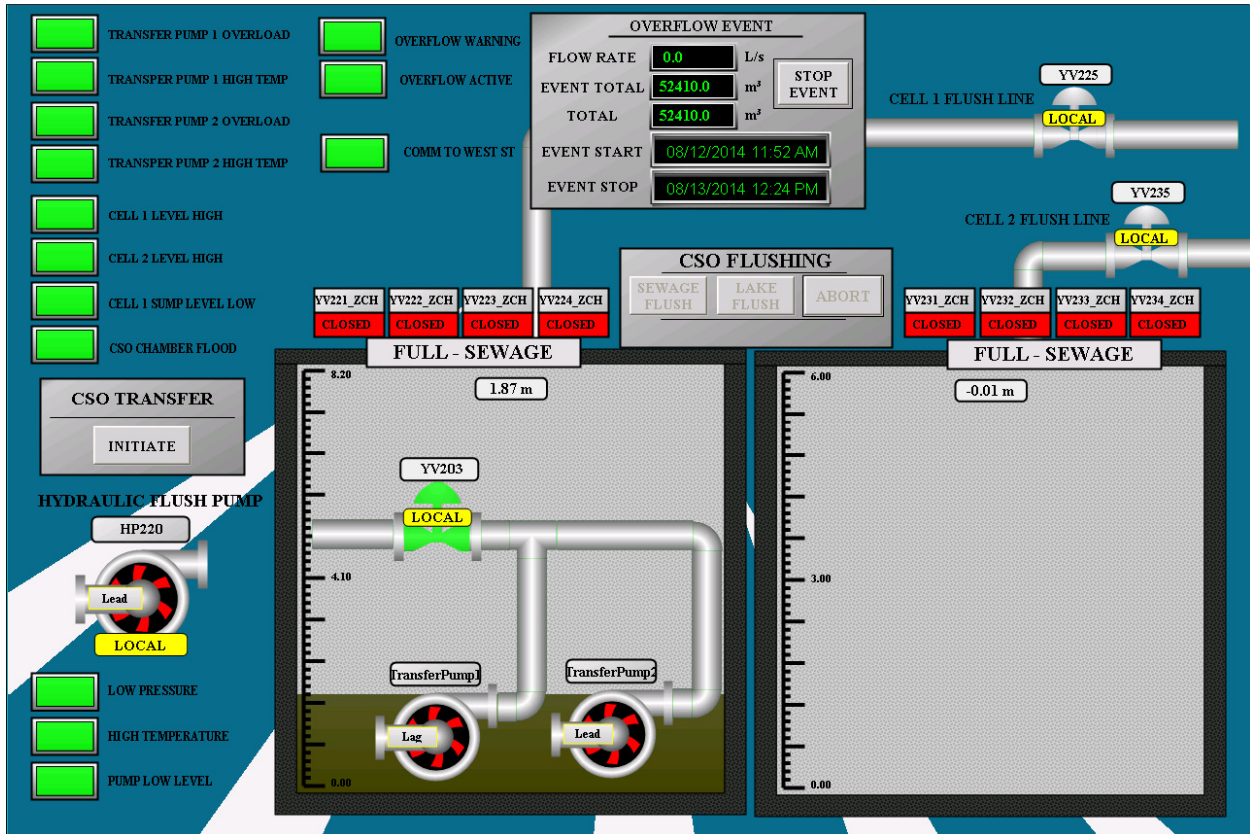 TRANSFER PUMP 1 OVERLOAD
TRANSPER PUMP 1 HIGH TEMP
TRANSFER PUMP 2 OVERLOAD
TRANSPER PUMP 2 HIGH TEMP
CELL 1 LEVEL HIGH
CELL 2 LEVEL HIGH
CELL 1 SUMP LEVEL LOW
CSO CHAMBER FLOOD
OVERFLOW WARNING
OVERFLOW ACTIVE
COMM TO WEST ST
OVERFLOW EVENT
FLOW RATE 0.0 L/s
EVENT TOTAL 52410.0 m³
TOTAL 52410.0 m³
STOP
EVENT
EVENT START 08/12/2014 11:52 AM
EVENT STOP 08/13/2014 12:24 PM
YV225
CELL 1 FLUSH LINE
LOCAL
YV235
CELL 2 FLUSH LINE
LOCAL
CSO FLUSHING
SEWAGE
FLUSH
LAKE
FLUSH
ABORT
YV221_ZCH YV222_ZCH YV223_ZCH YV224_ZCH
CLOSED CLOSED CLOSED CLOSED
YV231_ZCH YV232_ZCH YV233_ZCH YV234_ZCH
CLOSED CLOSED CLOSED CLOSED
CSO TRANSFER
INITIATE
HYDRAULIC FLUSH PUMP
HP220
Lead
LOCAL
LOW PRESSURE
HIGH TEMPERATURE
PUMP LOW LEVEL
FULL - SEWAGE
8.20
1.87 m
YV203
LOCAL
4.10
TransferPump1
TransferPump2
Lag
Lead
0.00
FULL - SEWAGE
6.00
-0.01 m
3.00
0.00